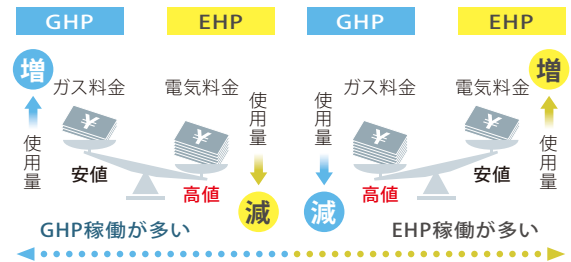 GHP
EHP
増
ガス料金
電気料金
¥
¥
使用量
使用量
安値
高値
減
GHP稼働が多い
GHP
EHP
増
ガス料金
電気料金
¥
¥
使用量
使用量
高値
安値
減
EHP稼働が多い